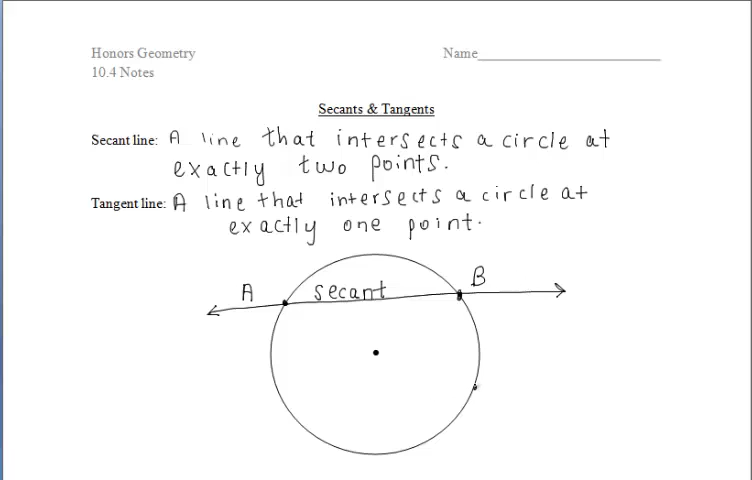 Honors Geometry Name____________________
10.4 Notes
Secants & Tangents
Secant line: A line that intersects a circle at
exactly two points.
Tangent line: A line that intersects a circle at
exactly one point.
A secant B